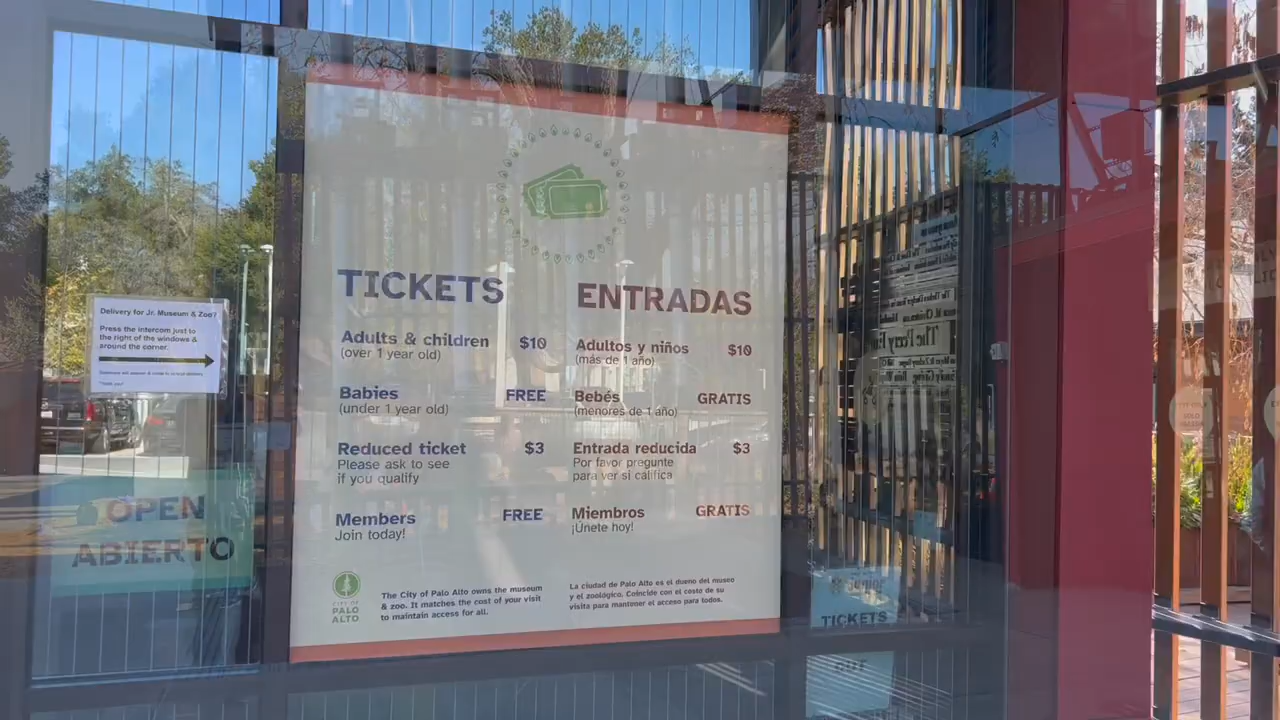 Delivery for Jr. Museum & Zoo?
Press the intercom just to
the right of the windows &
around the corner.
Thank you!
OPEN
ABIERTO
TICKETS
Adults & children $10
(over 1 year old)
Babies FREE
(under 1 year old)
Reduced ticket $3
Please ask to see
if you qualify
Members FREE
Join today!
CITY OF
PALO
ALTO
The City of Palo Alto owns the museum
& zoo. It matches the cost of your visit
to maintain access for all.
ENTRADAS
Adultos y niños $10
(más de 1 año)
Bebés GRATIS
(menores de 1 año)
Entrada reducida $3
Por favor pregunte
para ver si califica
Miembros GRATIS
¡Únete hoy!
La ciudad de Palo Alto es el dueno del museo
y el zoológico. Coincide con el costo de su
visita para mantener el acceso para todos.
TICKETS